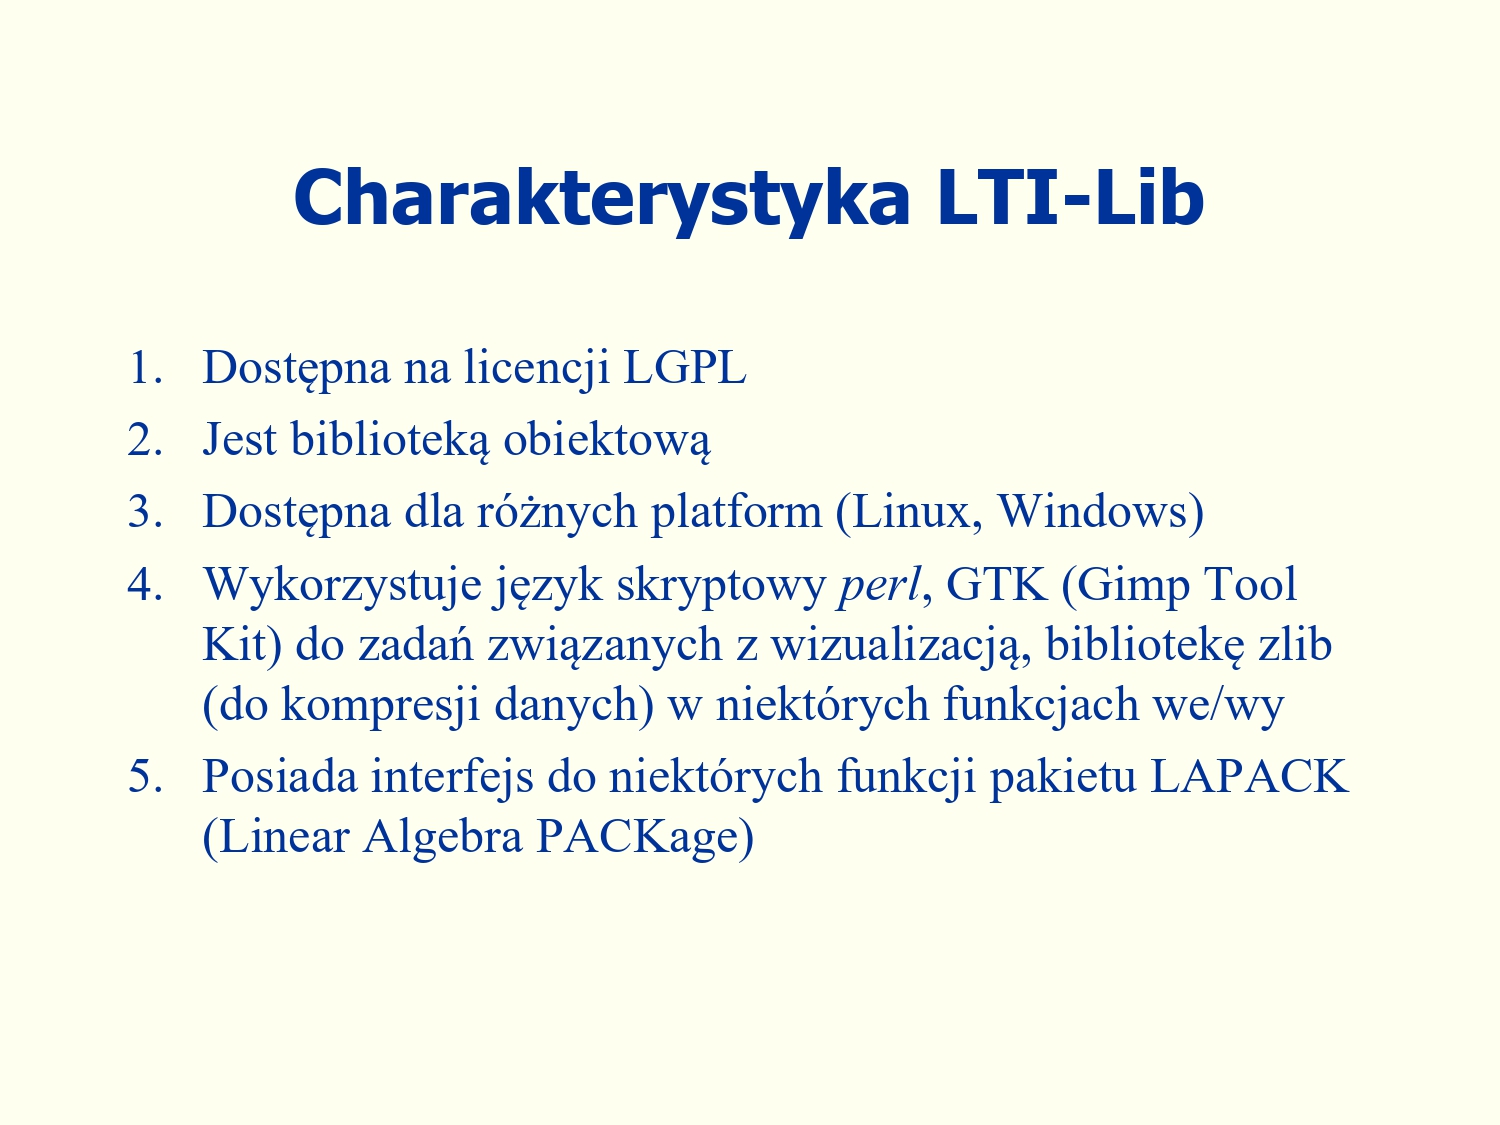 Charakterystyka LTI-Lib
1. Dostępna na licencji LGPL
2. Jest biblioteką obiektową
3. Dostępna dla różnych platform (Linux, Windows)
4. Wykorzystuje język skryptowy perl, GTK (Gimp Tool
Kit) do zadań związanych z wizualizacją, bibliotekę zlib
(do kompresji danych) w niektórych funkcjach we/wy
5. Posiada interfejs do niektórych funkcji pakietu LAPACK
(Linear Algebra PACKage)